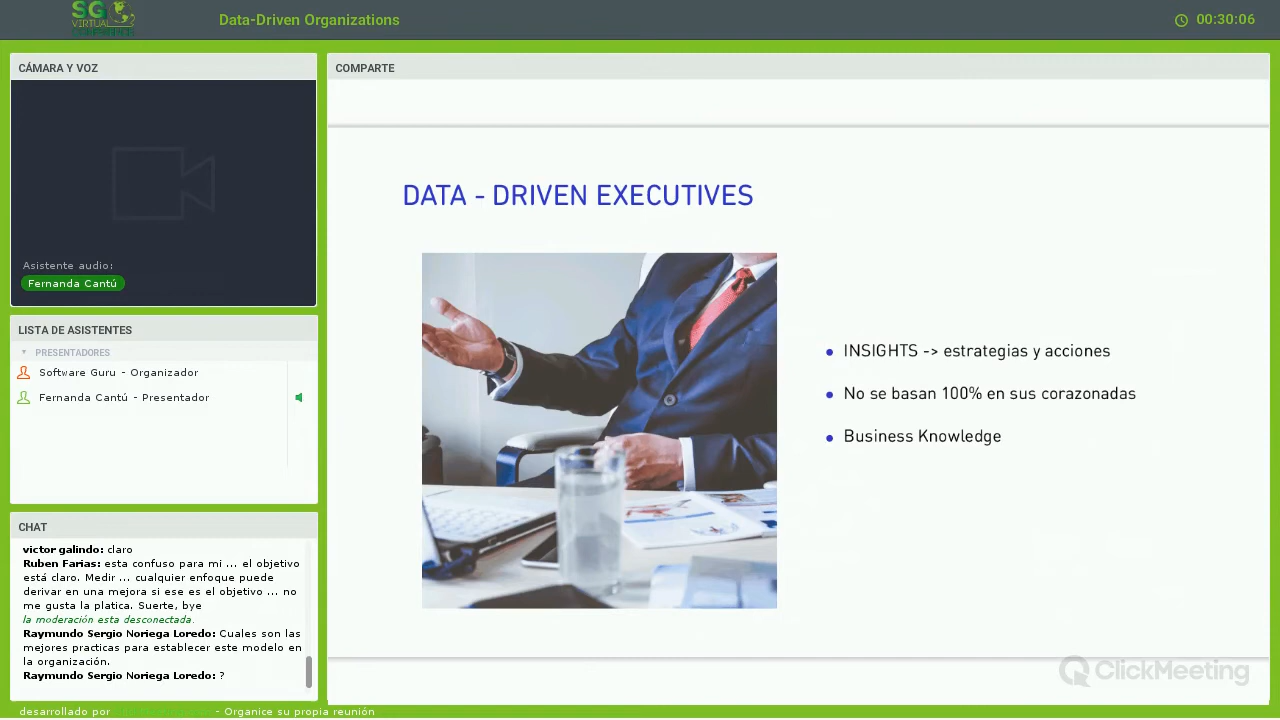 SG
VIRTUAL
CONFERENCE
Data-Driven Organizations
00:30:06
CÁMARA Y VOZ
Asistente audio:
Fernanda Cantú
LISTA DE ASISTENTES
PRESENTADORES
Software Guru - Organizador
Fernanda Cantú - Presentador
CHAT
victor galindo: claro
Ruben Farias: esta confuso para mi ... el objetivo
está claro. Medir ... cualquier enfoque puede
derivar en una mejora si ese es el objetivo ... no
me gusta la platica. Suerte, bye
la moderación esta desconectada.
Raymundo Sergio Noriega Loredo: Cuales son las
mejores practicas para establecer este modelo en
la organización.
Raymundo Sergio Noriega Loredo: ?
COMPARTE
DATA - DRIVEN EXECUTIVES
INSIGHTS -> estrategias y acciones
No se basan 100% en sus corazonadas
Business Knowledge
ClickMeeting
desarrollado por - Organice su propia reunión